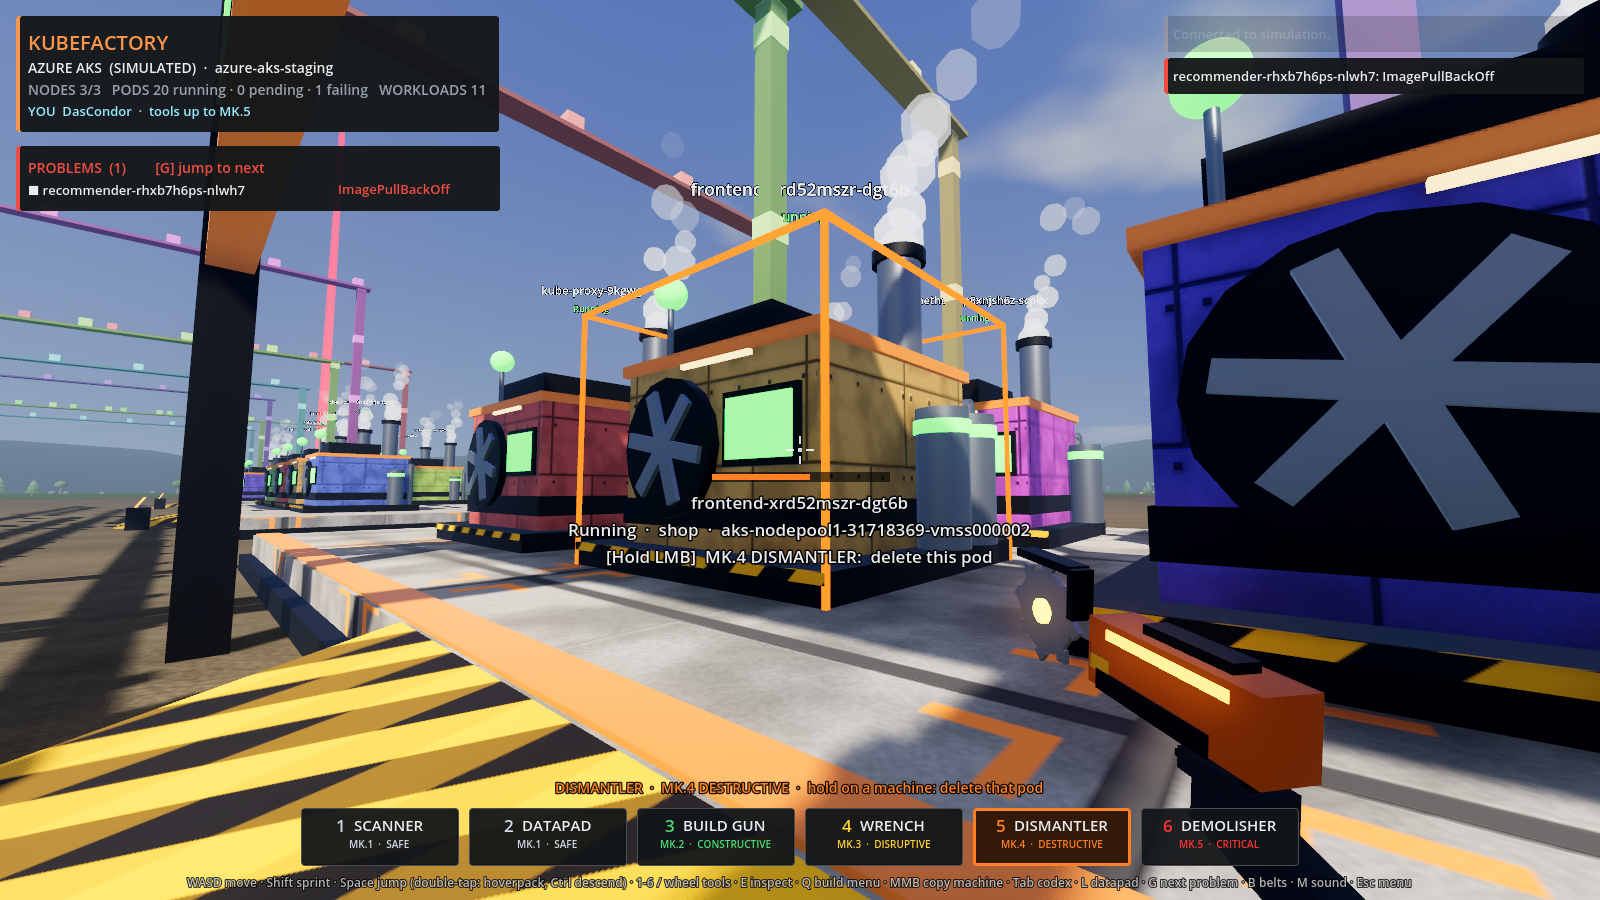 KUBEFACTORY
AZURE AKS (SIMULATED) · azure-aks-staging
NODES 3/3 PODS 20 running · 0 pending · 1 failing WORKLOADS 11
YOU DasCondor · tools up to MK.5
PROBLEMS (1) [G] jump to next
recommender-rhxb7h6ps-nlwh7 ImagePullBackOff
Connected to simulation.
recommender-rhxb7h6ps-nlwh7: ImagePullBackOff
rd52mszr-dgt6b
kube-proxy-9kgwg
Running
frontend-xrd52mszr-dgt6b
Running · shop · aks-nodepool1-31718369-vmss000002
[Hold LMB] MK.4 DISMANTLER: delete this pod
DISMANTLER · MK.4 DESTRUCTIVE · hold on a machine: delete that pod
1 SCANNER
MK.1 · SAFE
2 DATAPAD
MK.1 · SAFE
3 BUILD GUN
MK.2 · CONSTRUCTIVE
4 WRENCH
MK.3 · DISRUPTIVE
5 DISMANTLER
MK.4 · DESTRUCTIVE
6 DEMOLISHER
MK.5 · CRITICAL
WASD move · Shift sprint · Space jump (double-tap: hoverpack, Ctrl descend) · 1-6 / wheel tools · E inspect · Q build menu · MMB copy machine · Tab codex · L datapad · G next problem · B belts · M sound · Esc menu